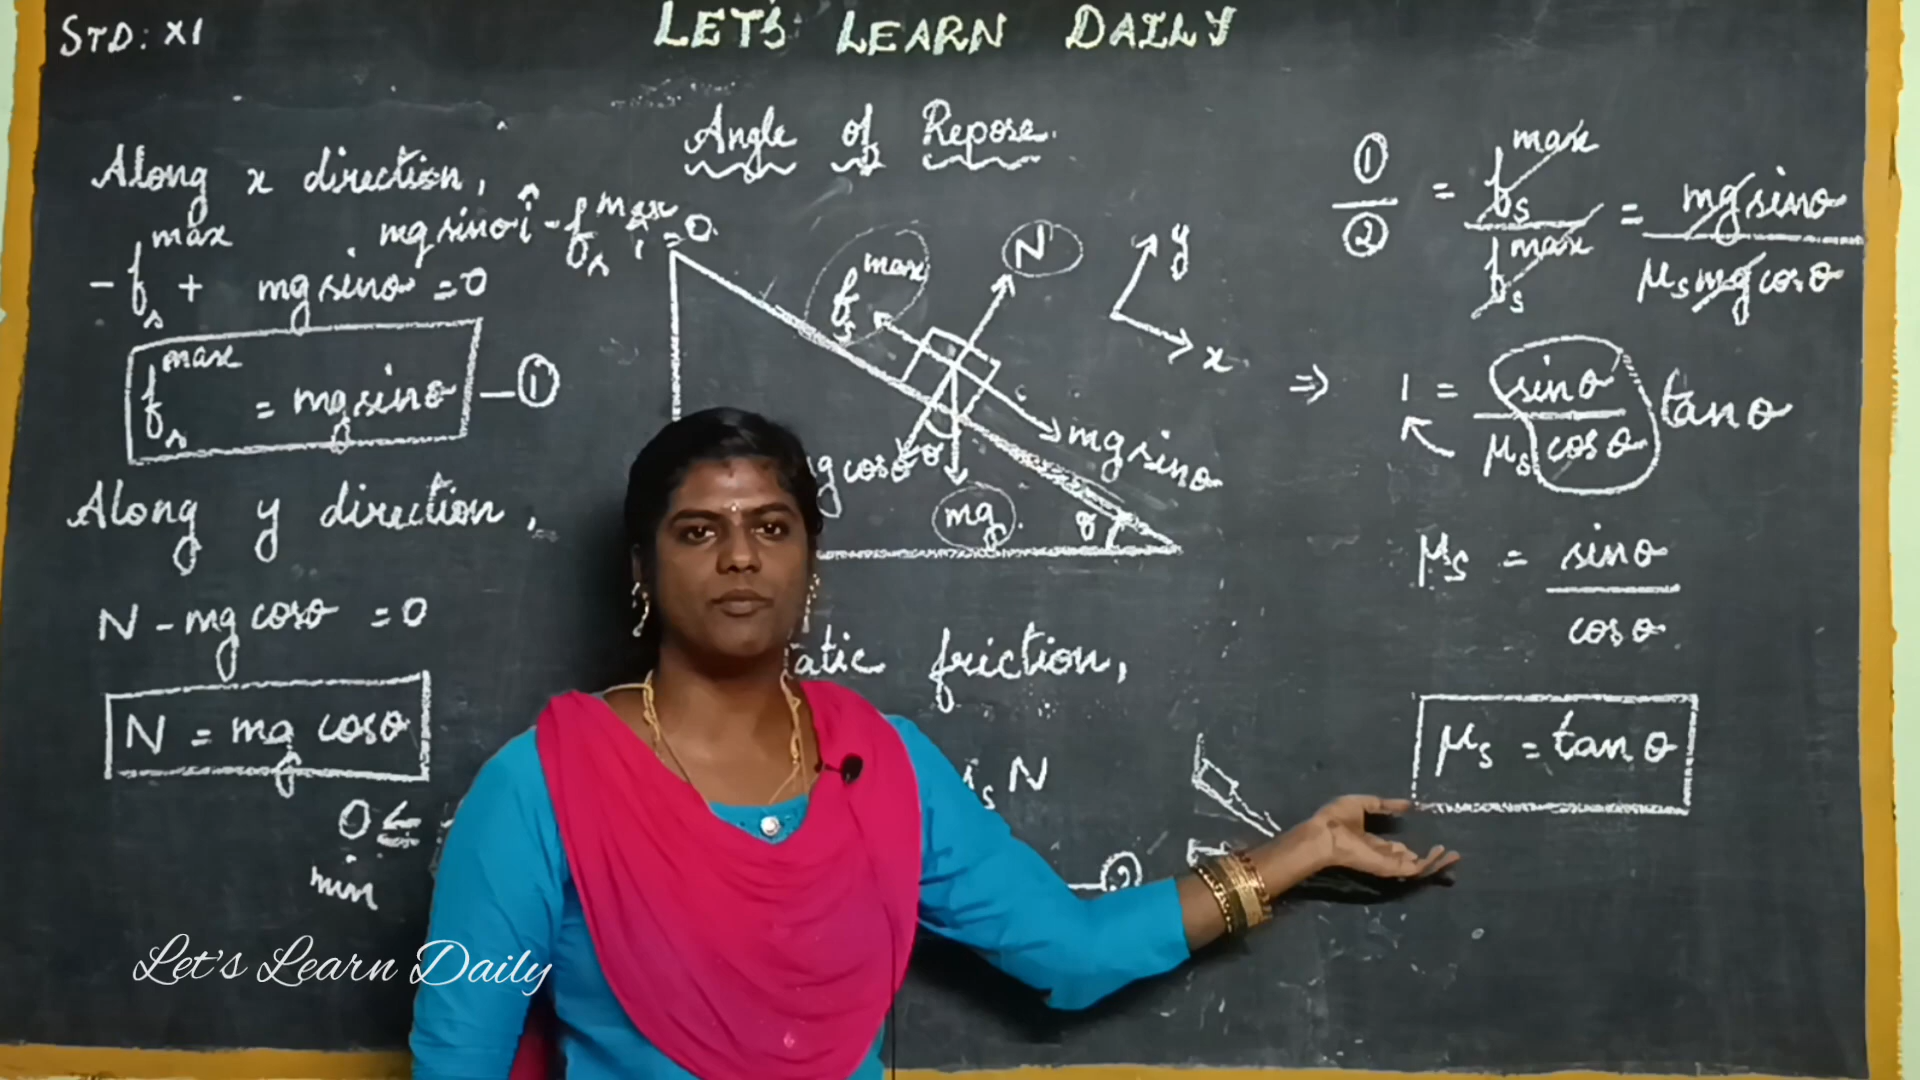 STD: XI
LET'S LEARN DAILY
Angle of Repose.
Along x direction,
mg sinθ î - fₛᵐᵃˣ î = 0.
- fₛᵐᵃˣ + mg sinθ = 0
fₛᵐᵃˣ = mg sinθ — ①
Along y direction,
N - mg cosθ = 0
N = mg cosθ
0 ≤
min
fₛᵐᵃˣ
N
y
x
mg sinθ
g cosθ
θ
mg
θ
atic friction,
ₛ N
— ②
① / ② = fₛᵐᵃˣ / fₛᵐᵃˣ = mg sinθ / μₛ mg cosθ
⇒ 1 = sinθ / μₛ cosθ tanθ
μₛ = sinθ / cosθ
μₛ = tanθ
Let's Learn Daily